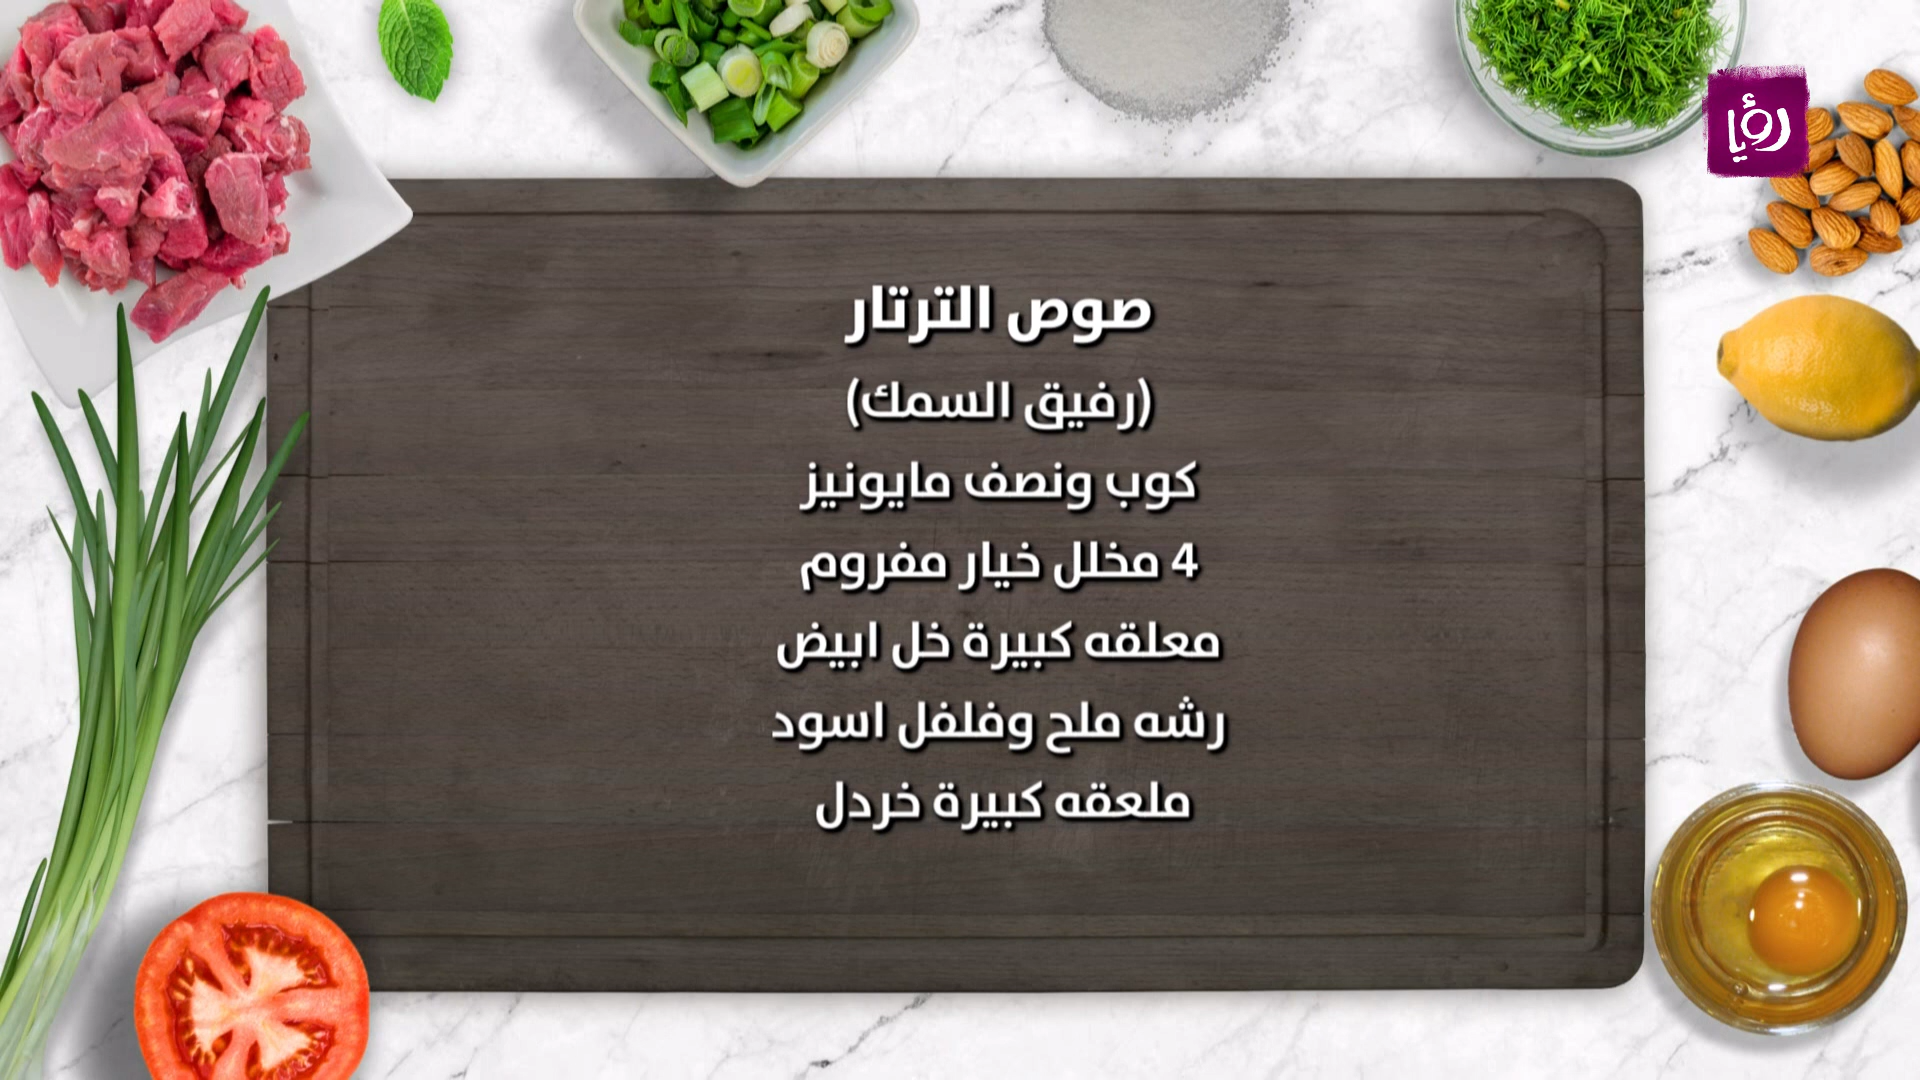 رؤيا
صوص الترتار
(رفيق السمك)
كوب ونصف مايونيز
4 مخلل خيار مفروم
معلقه كبيرة خل ابيض
رشه ملح وفلفل اسود
ملعقه كبيرة خردل